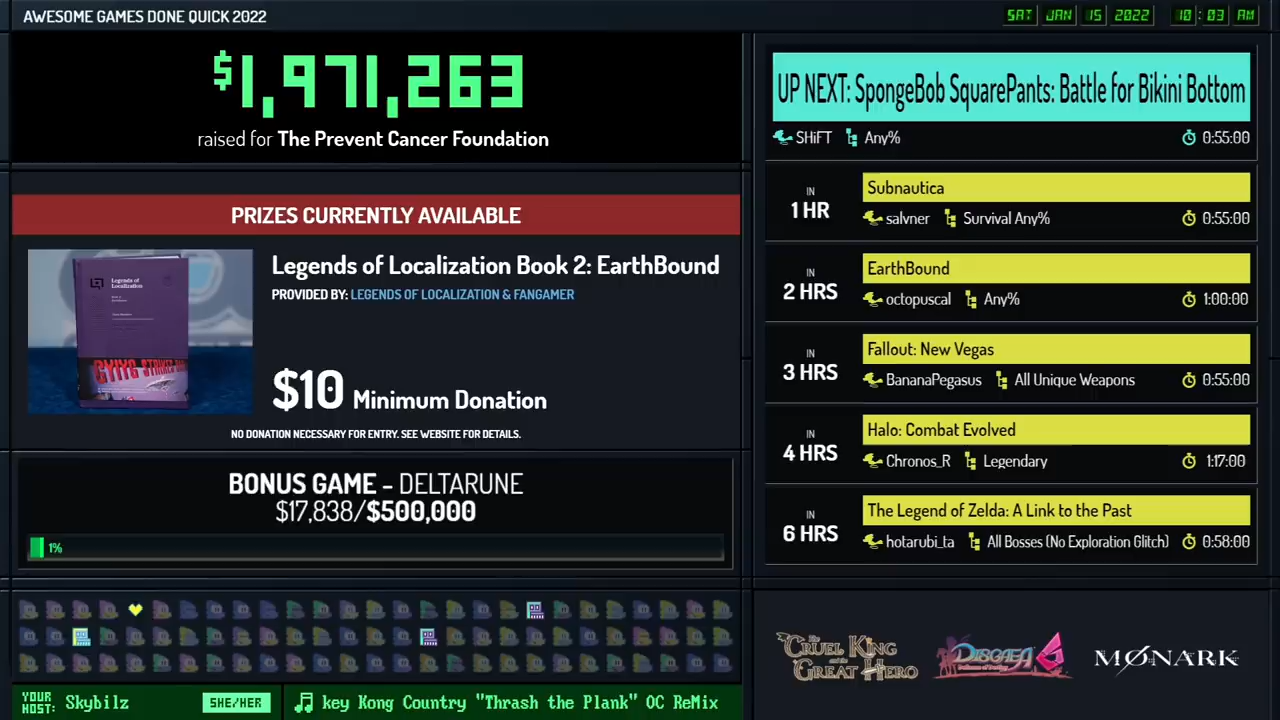 AWESOME GAMES DONE QUICK 2022
SAT JAN 15 2022 10:03 AM
$1,971,263
raised for The Prevent Cancer Foundation
PRIZES CURRENTLY AVAILABLE
Legends of Localization
GYIYG STRIKES
Legends of Localization Book 2: EarthBound
PROVIDED BY: LEGENDS OF LOCALIZATION & FANGAMER
$10 Minimum Donation
NO DONATION NECESSARY FOR ENTRY. SEE WEBSITE FOR DETAILS.
BONUS GAME - DELTARUNE
$17,838/$500,000
1%
UP NEXT: SpongeBob SquarePants: Battle for Bikini Bottom
SHiFT Any% 0:55:00
IN 1 HR
Subnautica
salvner Survival Any% 0:55:00
IN 2 HRS
EarthBound
octopuscal Any% 1:00:00
IN 3 HRS
Fallout: New Vegas
BananaPegasus All Unique Weapons 0:55:00
IN 4 HRS
Halo: Combat Evolved
Chronos_R Legendary 1:17:00
IN 6 HRS
The Legend of Zelda: A Link to the Past
hotarubi_ta All Bosses (No Exploration Glitch) 0:58:00
The Cruel King and the Great Hero
DISGAEA 6
MONARK
YOUR HOST: Skybilz SHE/HER
key Kong Country "Thrash the Plank" OC ReMix